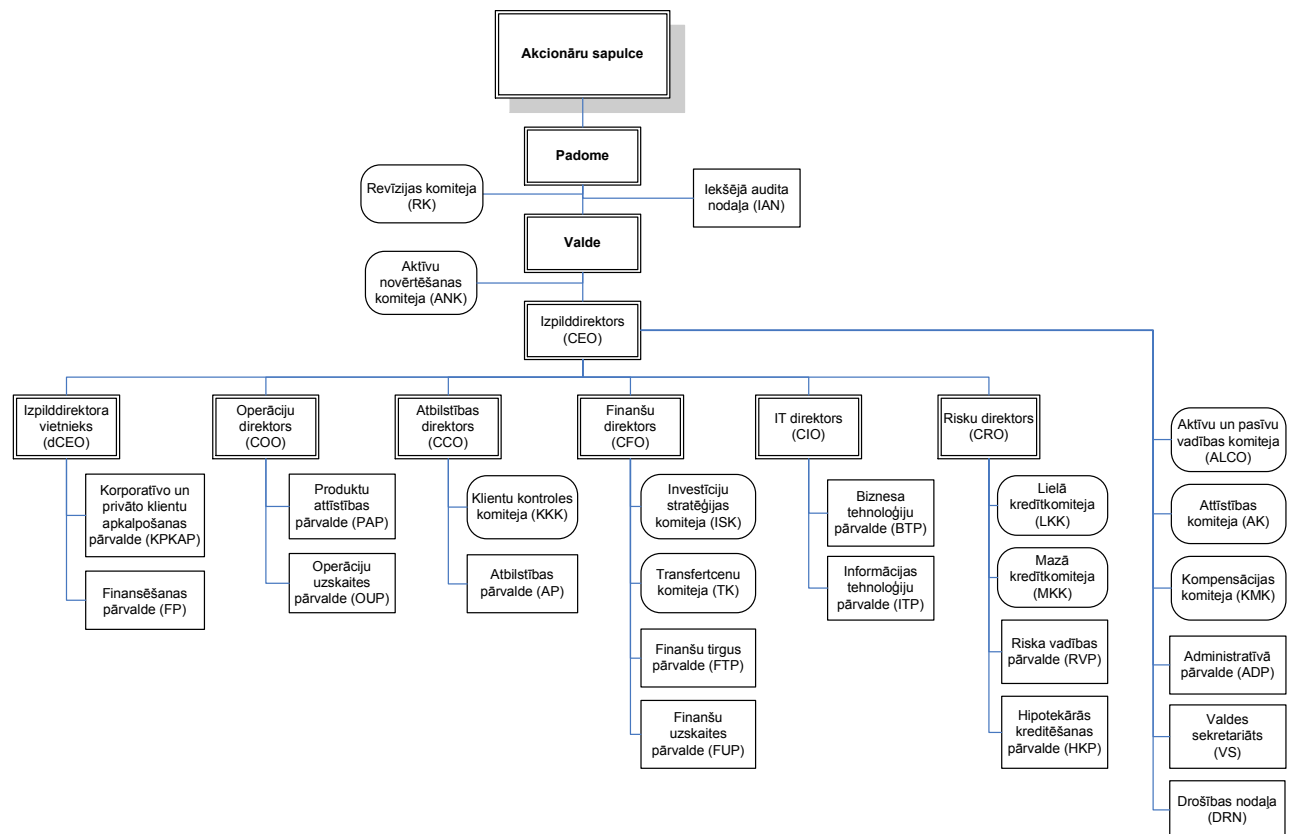 Akcionāru sapulce
Padome
Revīzijas komiteja
(RK)
Iekšējā audita
nodaļa (IAN)
Valde
Aktīvu
novērtēšanas
komiteja (ANK)
Izpilddirektors
(CEO)
Izpilddirektora
vietnieks
(dCEO)
Operāciju
direktors
(COO)
Atbilstības
direktors
(CCO)
Finanšu
direktors
(CFO)
IT direktors
(CIO)
Risku direktors
(CRO)
Korporatīvo un
privāto klientu
apkalpošanas
pārvalde (KPKAP)
Finansēšanas
pārvalde (FP)
Produktu
attīstības
pārvalde (PAP)
Operāciju
uzskaites
pārvalde (OUP)
Klientu kontroles
komiteja (KKK)
Atbilstības
pārvalde (AP)
Investīciju
stratēģijas
komiteja (ISK)
Transfertcenu
komiteja (TK)
Finanšu tirgus
pārvalde (FTP)
Finanšu
uzskaites
pārvalde (FUP)
Biznesa
tehnoloģiju
pārvalde (BTP)
Informācijas
tehnoloģiju
pārvalde (ITP)
Lielā
kredītkomiteja
(LKK)
Mazā
kredītkomiteja
(MKK)
Riska vadības
pārvalde (RVP)
Hipotekārās
kreditēšanas
pārvalde (HKP)
Aktīvu un pasīvu
vadības komiteja
(ALCO)
Attīstības
komiteja (AK)
Kompensācijas
komiteja (KMK)
Administratīvā
pārvalde (ADP)
Valdes
sekretariāts
(VS)
Drošības nodaļa
(DRN)